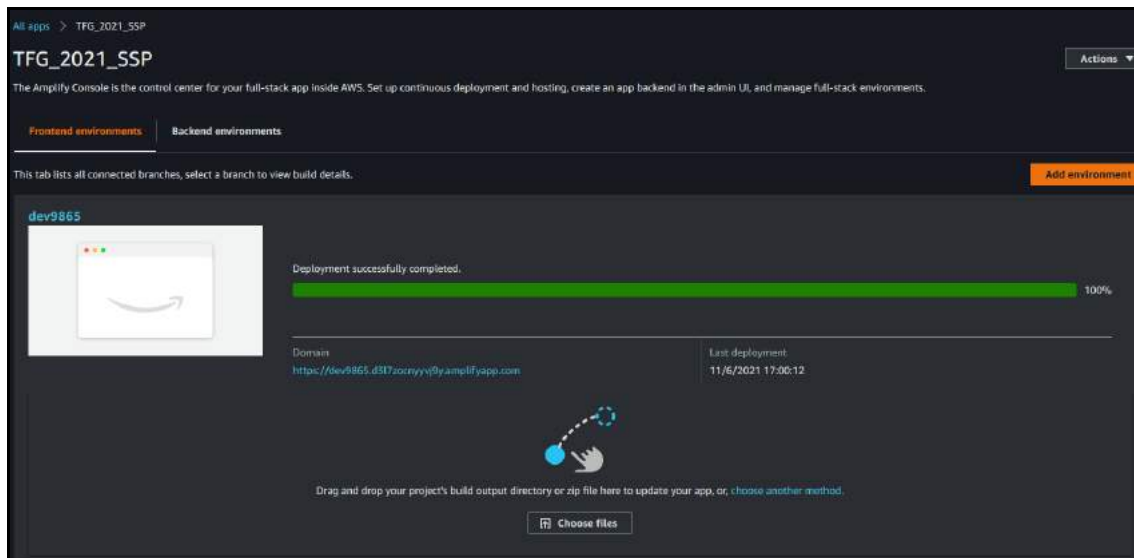 All apps > TFG_2021_SSP
TFG_2021_SSP
Actions
The Amplify Console is the control center for your full-stack app inside AWS. Set up continuous deployment and hosting, create an app backend in the admin UI, and manage full-stack environments.
Frontend environments Backend environments
This tab lists all connected branches, select a branch to view build details.
Add environment
dev9865
Deployment successfully completed.
100%
Domain Last deployment
11/6/2021 17:00:12
Drag and drop your project's build output directory or zip file here to update your app, or, choose another method.
Choose files